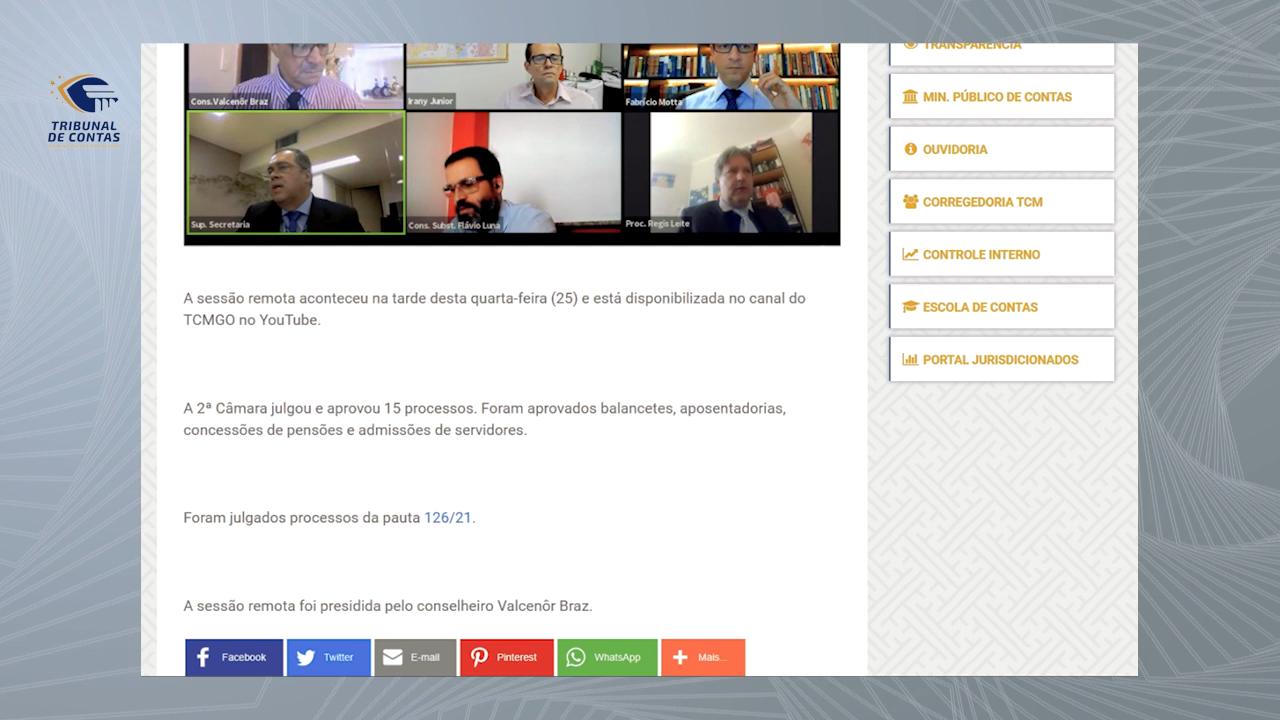 TRIBUNAL
DE CONTAS
Cons.Valcenôr Braz
Irany Junior
Fabrício Motta
Sup. Secretaria
Cons. Subst. Flávio Luna
Proc. Regis Leite
A sessão remota aconteceu na tarde desta quarta-feira (25) e está disponibilizada no canal do
TCMGO no YouTube.
A 2ª Câmara julgou e aprovou 15 processos. Foram aprovados balancetes, aposentadorias,
concessões de pensões e admissões de servidores.
Foram julgados processos da pauta 126/21.
A sessão remota foi presidida pelo conselheiro Valcenôr Braz.
Facebook
Twitter
E-mail
Pinterest
WhatsApp
Mais...
TRANSPARÊNCIA
MIN. PÚBLICO DE CONTAS
OUVIDORIA
CORREGEDORIA TCM
CONTROLE INTERNO
ESCOLA DE CONTAS
PORTAL JURISDICIONADOS